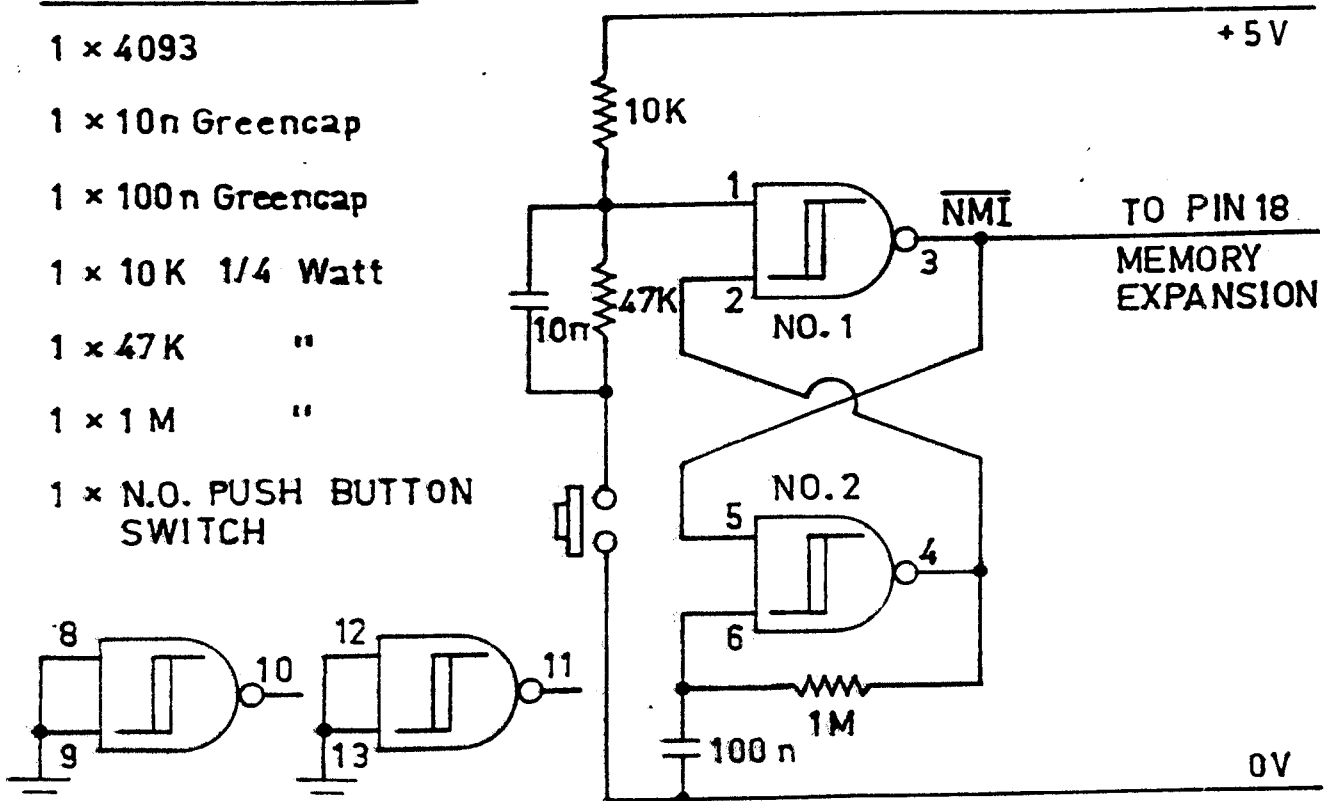 1 × 4093
1 × 10n Greencap
1 × 100n Greencap
1 × 10K 1/4 Watt
1 × 47K "
1 × 1M "
1 × N.O. PUSH BUTTON
SWITCH
+5V
10K
10n
47K
1
2
3
NO.1
NMI
TO PIN 18
MEMORY
EXPANSION
NO.2
5
6
4
1M
100n
0V
8
9
10
12
13
11